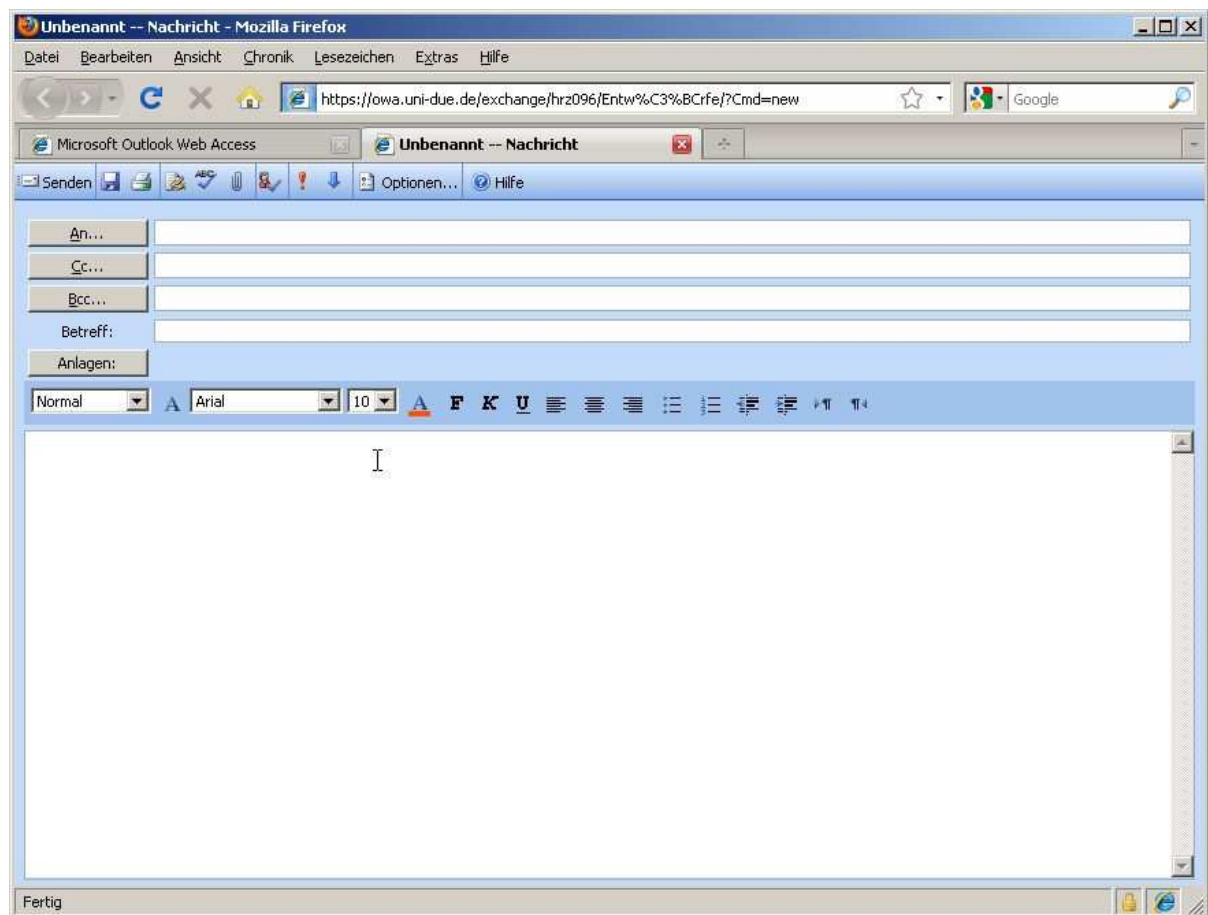 Unbenannt -- Nachricht - Mozilla Firefox
Datei Bearbeiten Ansicht Chronik Lesezeichen Extras Hilfe
https://owa.uni-due.de/exchange/hrz096/Entw%C3%BCrfe/?Cmd=new Google
Microsoft Outlook Web Access Unbenannt -- Nachricht
Senden ABC Optionen... Hilfe
An...
Cc...
Bcc...
Betreff:
Anlagen:
Normal A Arial 10 A F K U
Fertig